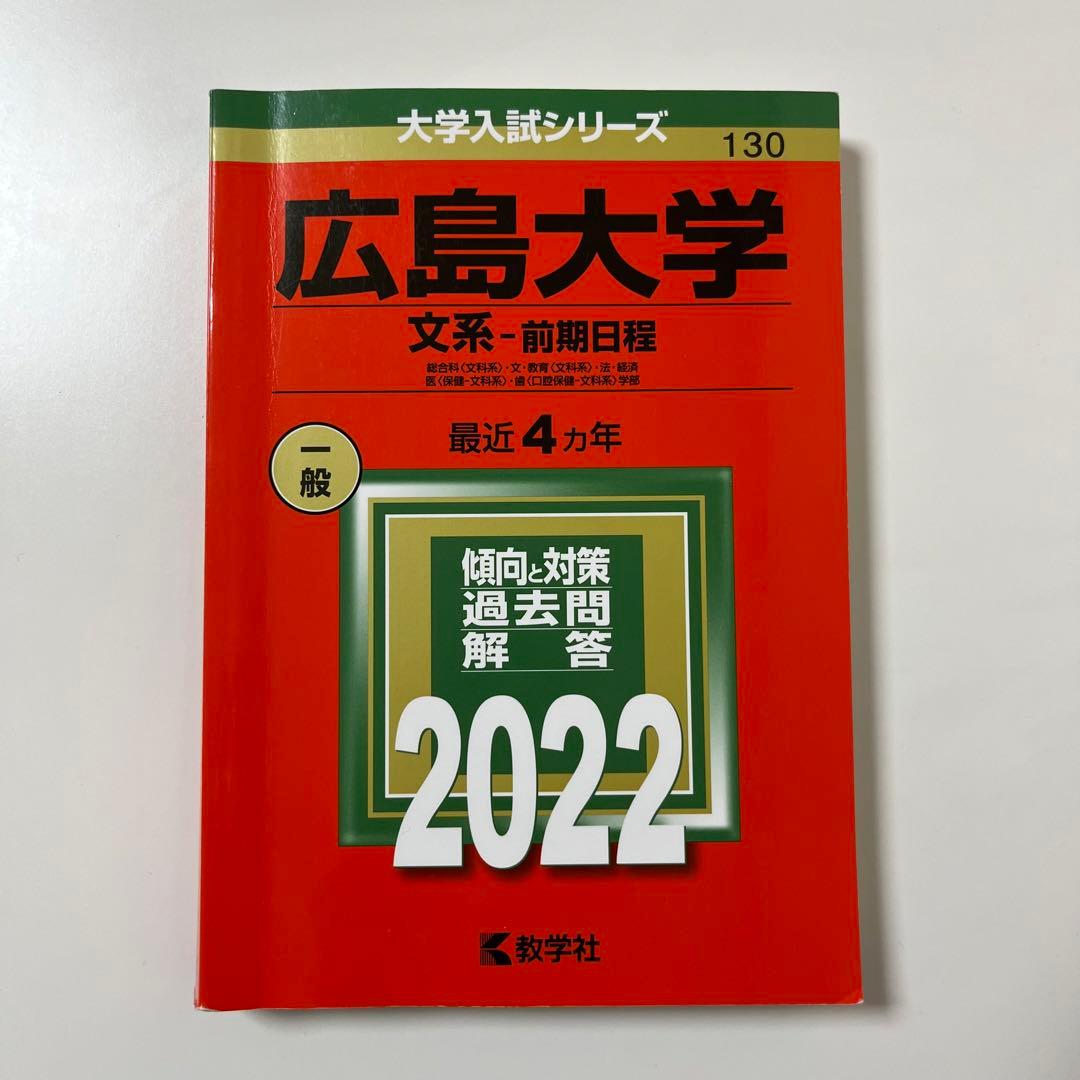 大学入試シリーズ
130
広島大学
文系-前期日程
総合科〈文科系〉・文・教育〈文科系〉・法・経済
医〈保健-文科系〉・歯〈口腔保健-文科系〉学部
最近4カ年
一般
傾向と対策
過去問
解答
2022
教学社